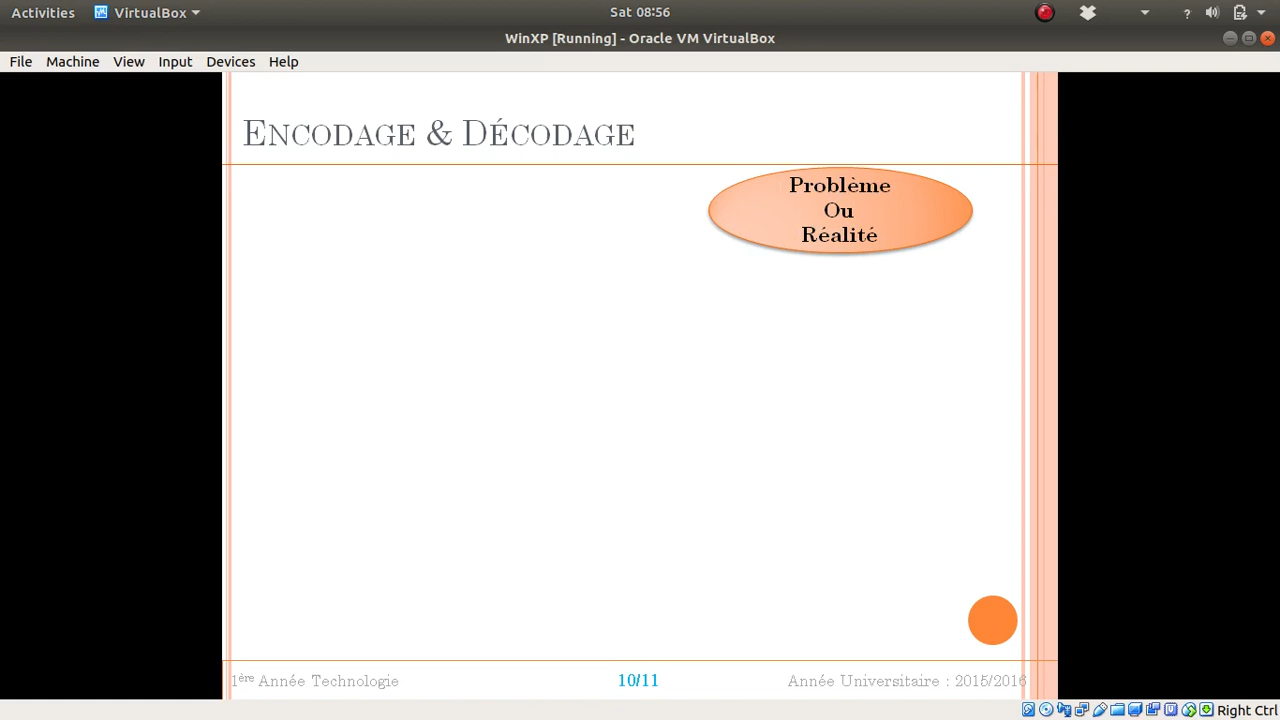 Activities VirtualBox Sat 08:56
WinXP [Running] - Oracle VM VirtualBox
File Machine View Input Devices Help
ENCODAGE & DÉCODAGE
Problème
Ou
Réalité
1ère Année Technologie 10/11 Année Universitaire : 2015/2016
Right Ctrl